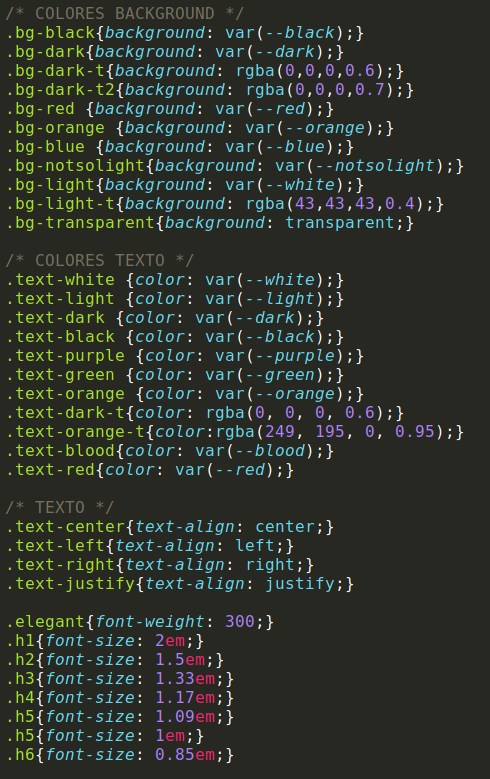 /* COLORES BACKGROUND */
.bg-black{background: var(--black);}
.bg-dark{background: var(--dark);}
.bg-dark-t{background: rgba(0,0,0,0.6);}
.bg-dark-t2{background: rgba(0,0,0,0.7);}
.bg-red {background: var(--red);}
.bg-orange {background: var(--orange);}
.bg-blue {background: var(--blue);}
.bg-notsolight{background: var(--notsolight);}
.bg-light{background: var(--white);}
.bg-light-t{background: rgba(43,43,43,0.4);}
.bg-transparent{background: transparent;}

/* COLORES TEXTO */
.text-white {color: var(--white);}
.text-light {color: var(--light);}
.text-dark {color: var(--dark);}
.text-black {color: var(--black);}
.text-purple {color: var(--purple);}
.text-green {color: var(--green);}
.text-orange {color: var(--orange);}
.text-dark-t{color: rgba(0, 0, 0, 0.6);}
.text-orange-t{color:rgba(249, 195, 0, 0.95);}
.text-blood{color: var(--blood);}
.text-red{color: var(--red);}

/* TEXTO */
.text-center{text-align: center;}
.text-left{text-align: left;}
.text-right{text-align: right;}
.text-justify{text-align: justify;}

.elegant{font-weight: 300;}
.h1{font-size: 2em;}
.h2{font-size: 1.5em;}
.h3{font-size: 1.33em;}
.h4{font-size: 1.17em;}
.h5{font-size: 1.09em;}
.h5{font-size: 1em;}
.h6{font-size: 0.85em;}